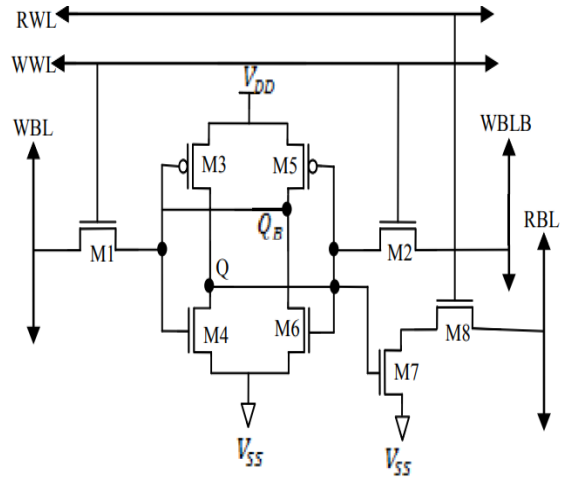 RWL
WWL
V_DD
WBL
WBLB
M3
M5
RBL
Q_B
M1
M2
Q
M4
M6
M8
M7
V_SS
V_SS